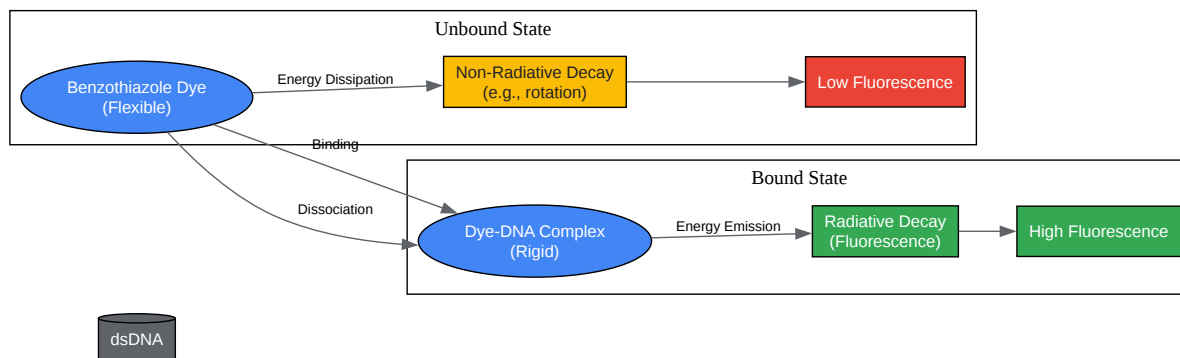 Unbound State
Benzothiazole Dye
(Flexible)
Energy Dissipation
Non-Radiative Decay
(e.g., rotation)
Low Fluorescence
Binding
Dissociation
Bound State
Dye-DNA Complex
(Rigid)
Energy Emission
Radiative Decay
(Fluorescence)
High Fluorescence
dsDNA